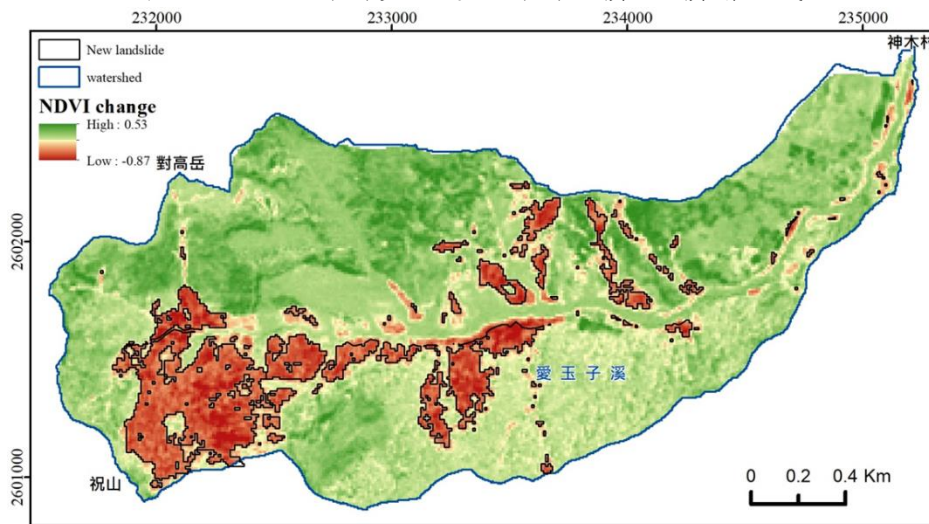 232000
233000
234000
235000
神木村
New landslide
watershed
NDVI change
High : 0.53
Low : -0.87
對高岳
2602000
愛玉子溪
2601000
祝山
0 0.2 0.4 Km